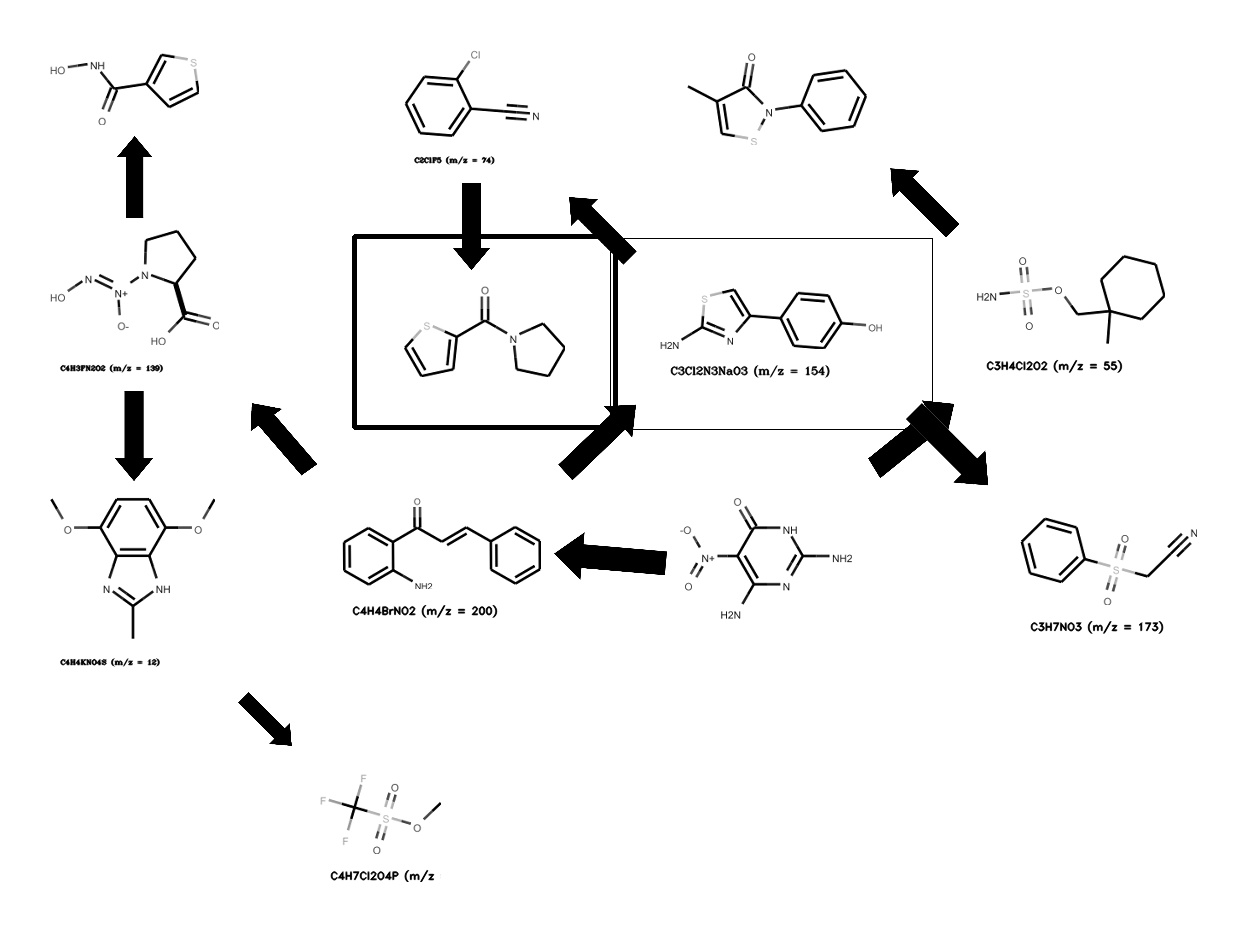 HO
NH
S
O
Cl
N
C2ClF5 (m/z = 74)
O
N
S
HO
N
N+
O-
N
HO
O
C4H3FN2O2 (m/z = 139)
O
S
N
S
H2N
N
OH
C3Cl2N3NaO3 (m/z = 154)
O
H2N
S
O
O
C3H4Cl2O2 (m/z = 55)
O
O
N
NH
C4H4KNO4S (m/z = 12)
O
NH2
C4H4BrNO2 (m/z = 200)
O
-O
NH
N+
NH2
O
N
H2N
N
O
S
O
C3H7NO3 (m/z = 173)
F
O
F
S
O
F
O
C4H7Cl2O4P (m/z